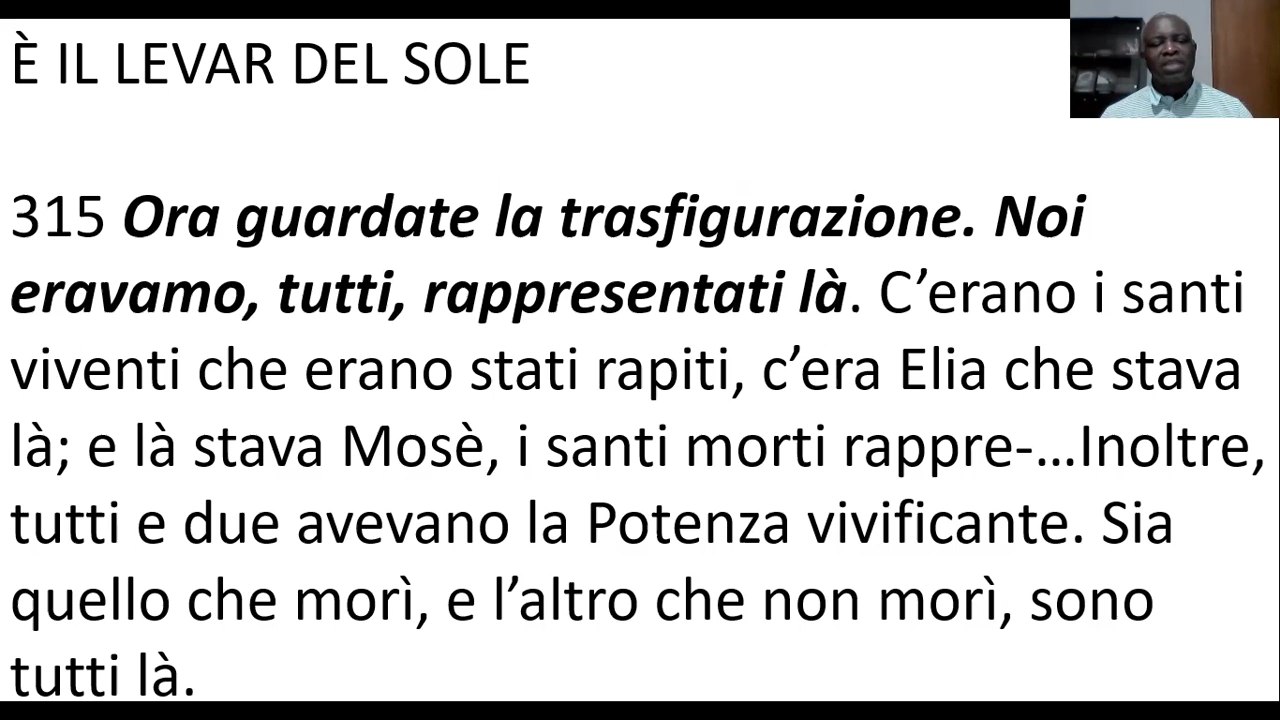 È IL LEVAR DEL SOLE
315 Ora guardate la trasfigurazione. Noi
eravamo, tutti, rappresentati là. C’erano i santi
viventi che erano stati rapiti, c’era Elia che stava
là; e là stava Mosè, i santi morti rappre-…Inoltre,
tutti e due avevano la Potenza vivificante. Sia
quello che morì, e l’altro che non morì, sono
tutti là.